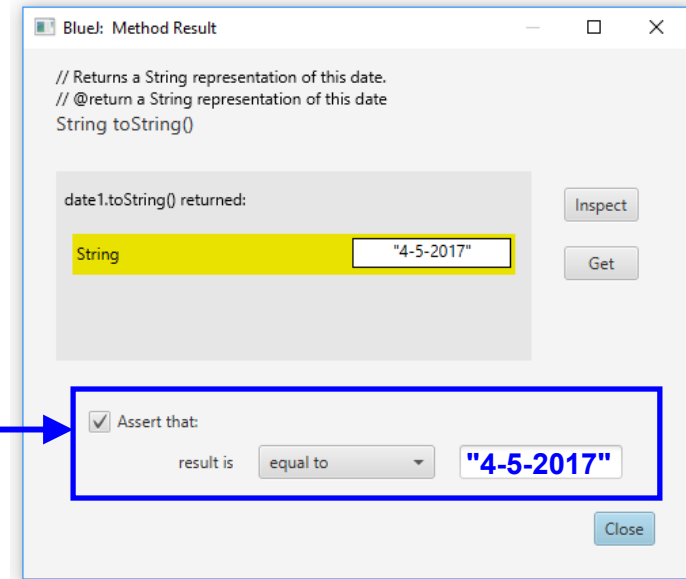 BlueJ: Method Result
// Returns a String representation of this date.
// @return a String representation of this date
String toString()
date1.toString() returned:
Inspect
String "4-5-2017"
Get
Assert that:
result is equal to "4-5-2017"
Close